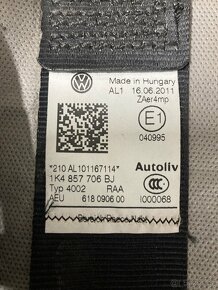 Made in Hungary
AL1 16.06.2011
ZAer4mp
E1
040995
*210 AL101167114*
1K4 857 706 BJ
Autoliv
Typ 4002 RAA
CCC
AEU 618 0906 00 I000068